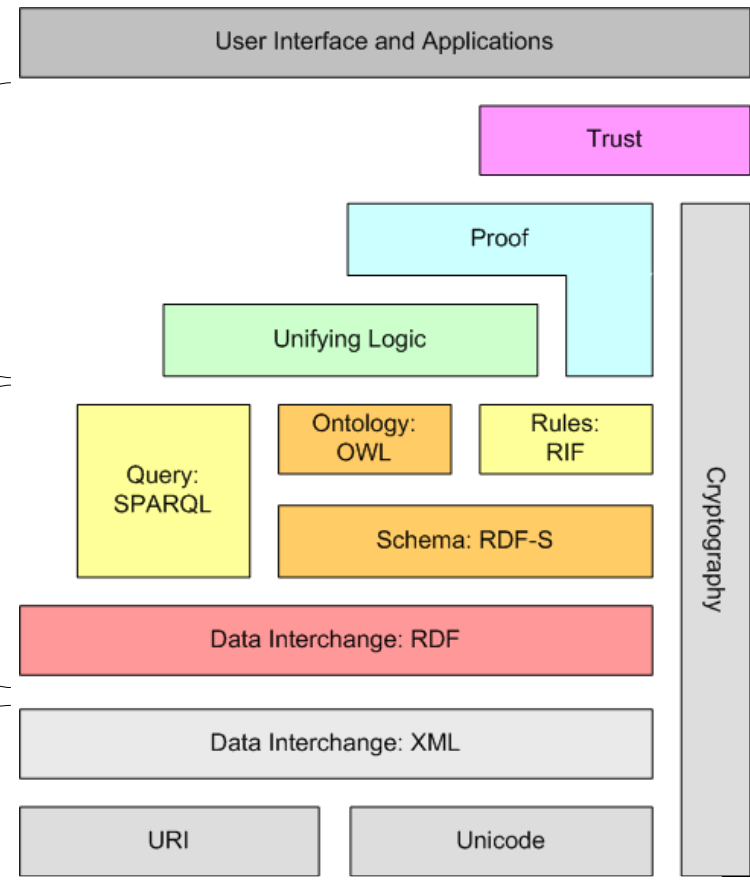 User Interface and Applications
Trust
Proof
Unifying Logic
Ontology:
OWL
Rules:
RIF
Query:
SPARQL
Schema: RDF-S
Cryptography
Data Interchange: RDF
Data Interchange: XML
URI
Unicode